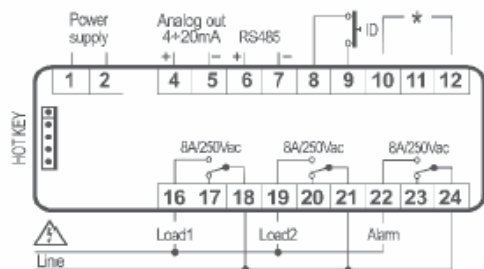 Power supply
Analog out 4÷20mA
RS485
ID
*
+ − + −
1 2 4 5 6 7 8 9 10 11 12
HOT KEY
8A/250Vac 8A/250Vac 8A/250Vac
16 17 18 19 20 21 22 23 24
Load1 Load2 Alarm
Line